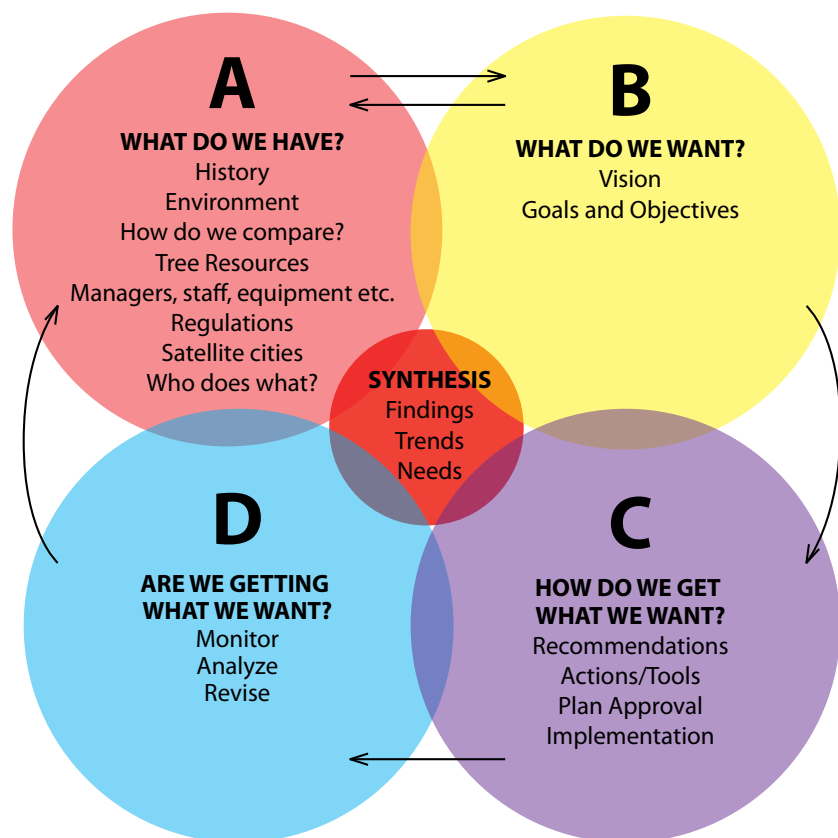 A
WHAT DO WE HAVE?
History
Environment
How do we compare?
Tree Resources
Managers, staff, equipment etc.
Regulations
Satellite cities
Who does what?
B
WHAT DO WE WANT?
Vision
Goals and Objectives
SYNTHESIS
Findings
Trends
Needs
D
ARE WE GETTING
WHAT WE WANT?
Monitor
Analyze
Revise
C
HOW DO WE GET
WHAT WE WANT?
Recommendations
Actions/Tools
Plan Approval
Implementation